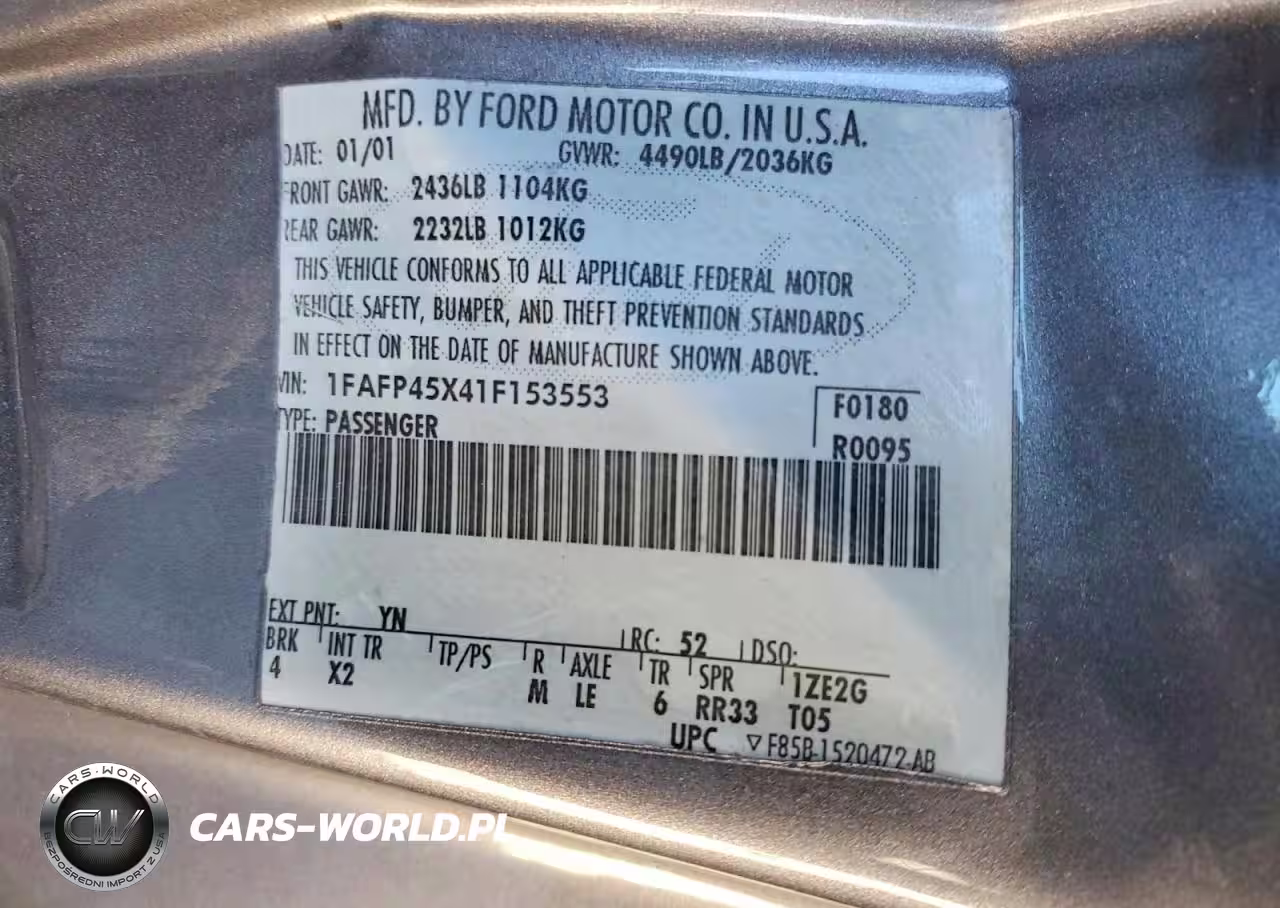 MFD. BY FORD MOTOR CO. IN U.S.A.
DATE: 01/01 GVWR: 4490LB/2036KG
FRONT GAWR: 2436LB 1104KG
REAR GAWR: 2232LB 1012KG
THIS VEHICLE CONFORMS TO ALL APPLICABLE FEDERAL MOTOR
VEHICLE SAFETY, BUMPER, AND THEFT PREVENTION STANDARDS
IN EFFECT ON THE DATE OF MANUFACTURE SHOWN ABOVE.
VIN: 1FAFP45X41F153553
F0180
TYPE: PASSENGER
R0095
EXT PNT: YN RC: 52 DSO:
BRK INT TR TP/PS R AXLE TR SPR 1ZE2G
4 X2 M LE 6 RR33 T05
UPC ▽ F85B-1520472-AB
CARS-WORLD
CW
BEZPOŚREDNI IMPORT Z USA
CARS-WORLD.PL